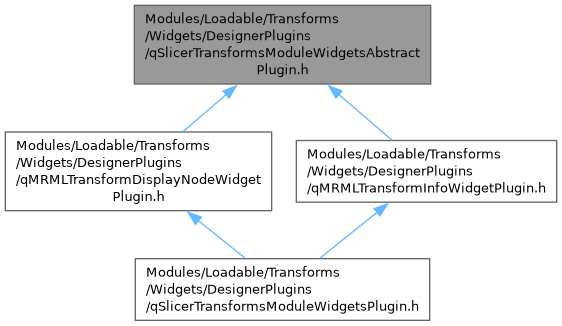 Modules/Loadable/Transforms
/Widgets/DesignerPlugins
/qSlicerTransformsModuleWidgetsAbstract
Plugin.h
Modules/Loadable/Transforms
/Widgets/DesignerPlugins
/qMRMLTransformDisplayNodeWidget
Plugin.h
Modules/Loadable/Transforms
/Widgets/DesignerPlugins
/qMRMLTransformInfoWidgetPlugin.h
Modules/Loadable/Transforms
/Widgets/DesignerPlugins
/qSlicerTransformsModuleWidgetsPlugin.h